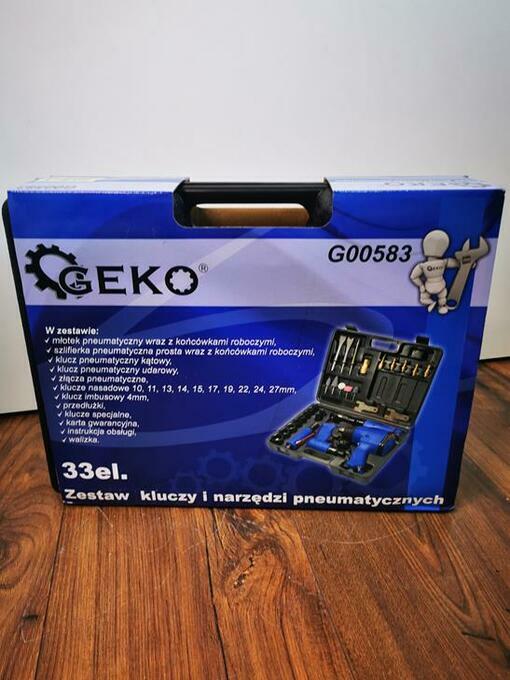 GEKO®
G00583
GEKO
W zestawie:
✓ młotek pneumatyczny wraz z końcówkami roboczymi,
✓ szlifierka pneumatyczna prosta wraz z końcówkami roboczymi,
✓ klucz pneumatyczny kątowy,
✓ klucz pneumatyczny udarowy,
✓ złącza pneumatyczne,
✓ klucze nasadowe 10, 11, 13, 14, 15, 17, 19, 22, 24, 27mm,
✓ klucz imbusowy 4mm,
✓ przedłużki,
✓ klucze specjalne,
✓ karta gwarancyjna,
✓ instrukcja obsługi,
✓ walizka.
33el.
Zestaw kluczy i narzędzi pneumatycznych